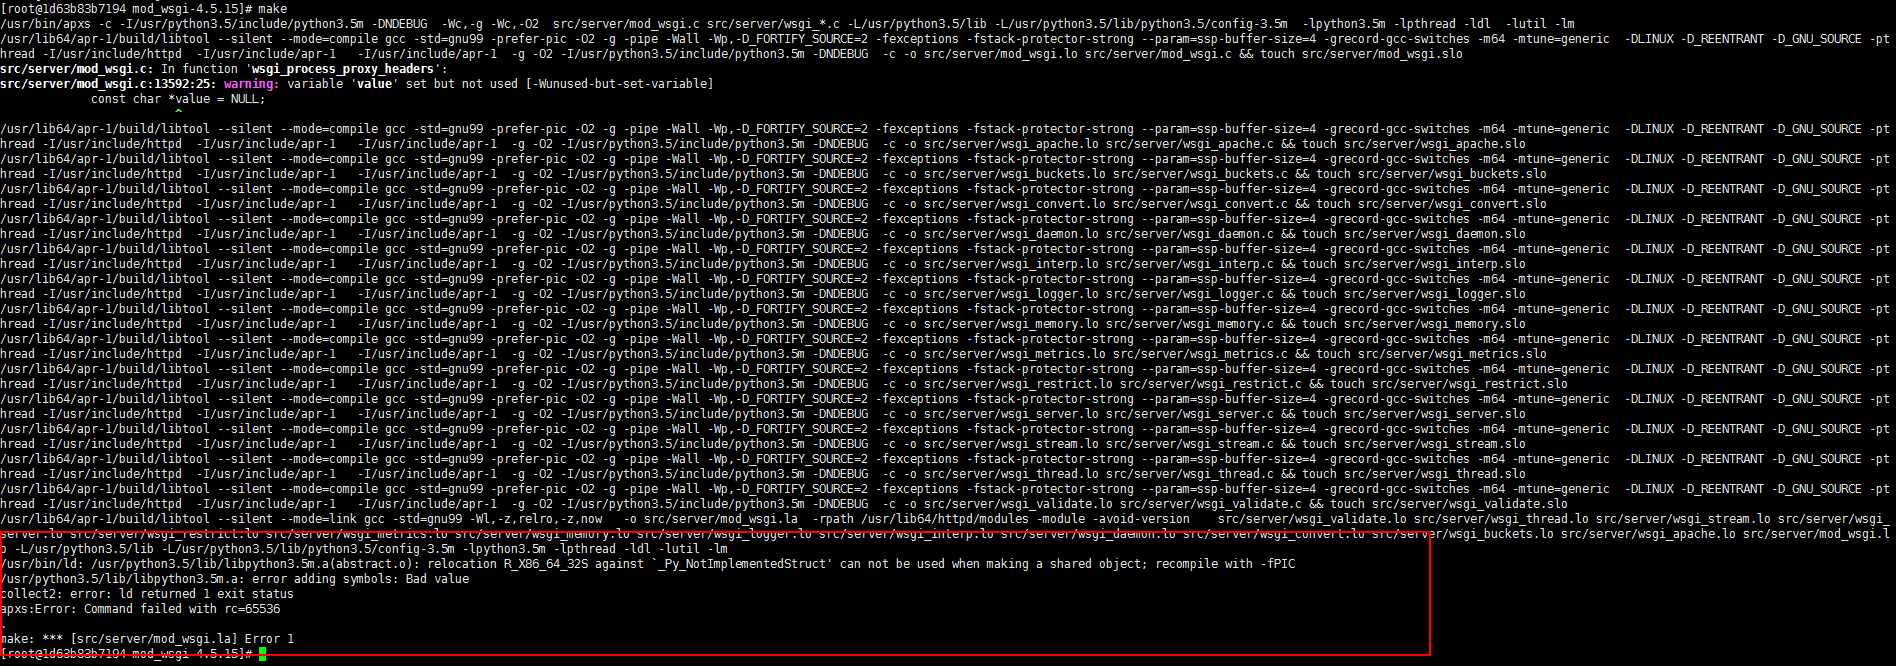 [root@1d63b83b7194 mod_wsgi-4.5.15]# make
/usr/bin/apxs -c -I/usr/python3.5/include/python3.5m -DNDEBUG  -Wc,-g -Wc,-O2  src/server/mod_wsgi.c src/server/wsgi_*.c -L/usr/python3.5/lib -L/usr/python3.5/lib/python3.5/config-3.5m  -lpython3.5m -lpthread -ldl  -lutil -lm
/usr/lib64/apr-1/build/libtool --silent --mode=compile gcc -std=gnu99 -prefer-pic -O2 -g -pipe -Wall -Wp,-D_FORTIFY_SOURCE=2 -fexceptions -fstack-protector-strong --param=ssp-buffer-size=4 -grecord-gcc-switches -m64 -mtune=generic  -DLINUX -D_REENTRANT -D_GNU_SOURCE -pt
hread -I/usr/include/httpd  -I/usr/include/apr-1   -I/usr/include/apr-1  -g -O2 -I/usr/python3.5/include/python3.5m -DNDEBUG  -c -o src/server/mod_wsgi.lo src/server/mod_wsgi.c && touch src/server/mod_wsgi.slo
src/server/mod_wsgi.c: In function 'wsgi_process_proxy_headers':
src/server/mod_wsgi.c:13592:25: warning: variable 'value' set but not used [-Wunused-but-set-variable]
             const char *value = NULL;
                         ^
/usr/lib64/apr-1/build/libtool --silent --mode=compile gcc -std=gnu99 -prefer-pic -O2 -g -pipe -Wall -Wp,-D_FORTIFY_SOURCE=2 -fexceptions -fstack-protector-strong --param=ssp-buffer-size=4 -grecord-gcc-switches -m64 -mtune=generic  -DLINUX -D_REENTRANT -D_GNU_SOURCE -pt
hread -I/usr/include/httpd  -I/usr/include/apr-1   -I/usr/include/apr-1  -g -O2 -I/usr/python3.5/include/python3.5m -DNDEBUG  -c -o src/server/wsgi_apache.lo src/server/wsgi_apache.c && touch src/server/wsgi_apache.slo
/usr/lib64/apr-1/build/libtool --silent --mode=compile gcc -std=gnu99 -prefer-pic -O2 -g -pipe -Wall -Wp,-D_FORTIFY_SOURCE=2 -fexceptions -fstack-protector-strong --param=ssp-buffer-size=4 -grecord-gcc-switches -m64 -mtune=generic  -DLINUX -D_REENTRANT -D_GNU_SOURCE -pt
hread -I/usr/include/httpd  -I/usr/include/apr-1   -I/usr/include/apr-1  -g -O2 -I/usr/python3.5/include/python3.5m -DNDEBUG  -c -o src/server/wsgi_buckets.lo src/server/wsgi_buckets.c && touch src/server/wsgi_buckets.slo
/usr/lib64/apr-1/build/libtool --silent --mode=compile gcc -std=gnu99 -prefer-pic -O2 -g -pipe -Wall -Wp,-D_FORTIFY_SOURCE=2 -fexceptions -fstack-protector-strong --param=ssp-buffer-size=4 -grecord-gcc-switches -m64 -mtune=generic  -DLINUX -D_REENTRANT -D_GNU_SOURCE -pt
hread -I/usr/include/httpd  -I/usr/include/apr-1   -I/usr/include/apr-1  -g -O2 -I/usr/python3.5/include/python3.5m -DNDEBUG  -c -o src/server/wsgi_convert.lo src/server/wsgi_convert.c && touch src/server/wsgi_convert.slo
/usr/lib64/apr-1/build/libtool --silent --mode=compile gcc -std=gnu99 -prefer-pic -O2 -g -pipe -Wall -Wp,-D_FORTIFY_SOURCE=2 -fexceptions -fstack-protector-strong --param=ssp-buffer-size=4 -grecord-gcc-switches -m64 -mtune=generic  -DLINUX -D_REENTRANT -D_GNU_SOURCE -pt
hread -I/usr/include/httpd  -I/usr/include/apr-1   -I/usr/include/apr-1  -g -O2 -I/usr/python3.5/include/python3.5m -DNDEBUG  -c -o src/server/wsgi_daemon.lo src/server/wsgi_daemon.c && touch src/server/wsgi_daemon.slo
/usr/lib64/apr-1/build/libtool --silent --mode=compile gcc -std=gnu99 -prefer-pic -O2 -g -pipe -Wall -Wp,-D_FORTIFY_SOURCE=2 -fexceptions -fstack-protector-strong --param=ssp-buffer-size=4 -grecord-gcc-switches -m64 -mtune=generic  -DLINUX -D_REENTRANT -D_GNU_SOURCE -pt
hread -I/usr/include/httpd  -I/usr/include/apr-1   -I/usr/include/apr-1  -g -O2 -I/usr/python3.5/include/python3.5m -DNDEBUG  -c -o src/server/wsgi_interp.lo src/server/wsgi_interp.c && touch src/server/wsgi_interp.slo
/usr/lib64/apr-1/build/libtool --silent --mode=compile gcc -std=gnu99 -prefer-pic -O2 -g -pipe -Wall -Wp,-D_FORTIFY_SOURCE=2 -fexceptions -fstack-protector-strong --param=ssp-buffer-size=4 -grecord-gcc-switches -m64 -mtune=generic  -DLINUX -D_REENTRANT -D_GNU_SOURCE -pt
hread -I/usr/include/httpd  -I/usr/include/apr-1   -I/usr/include/apr-1  -g -O2 -I/usr/python3.5/include/python3.5m -DNDEBUG  -c -o src/server/wsgi_logger.lo src/server/wsgi_logger.c && touch src/server/wsgi_logger.slo
/usr/lib64/apr-1/build/libtool --silent --mode=compile gcc -std=gnu99 -prefer-pic -O2 -g -pipe -Wall -Wp,-D_FORTIFY_SOURCE=2 -fexceptions -fstack-protector-strong --param=ssp-buffer-size=4 -grecord-gcc-switches -m64 -mtune=generic  -DLINUX -D_REENTRANT -D_GNU_SOURCE -pt
hread -I/usr/include/httpd  -I/usr/include/apr-1   -I/usr/include/apr-1  -g -O2 -I/usr/python3.5/include/python3.5m -DNDEBUG  -c -o src/server/wsgi_memory.lo src/server/wsgi_memory.c && touch src/server/wsgi_memory.slo
/usr/lib64/apr-1/build/libtool --silent --mode=compile gcc -std=gnu99 -prefer-pic -O2 -g -pipe -Wall -Wp,-D_FORTIFY_SOURCE=2 -fexceptions -fstack-protector-strong --param=ssp-buffer-size=4 -grecord-gcc-switches -m64 -mtune=generic  -DLINUX -D_REENTRANT -D_GNU_SOURCE -pt
hread -I/usr/include/httpd  -I/usr/include/apr-1   -I/usr/include/apr-1  -g -O2 -I/usr/python3.5/include/python3.5m -DNDEBUG  -c -o src/server/wsgi_metrics.lo src/server/wsgi_metrics.c && touch src/server/wsgi_metrics.slo
/usr/lib64/apr-1/build/libtool --silent --mode=compile gcc -std=gnu99 -prefer-pic -O2 -g -pipe -Wall -Wp,-D_FORTIFY_SOURCE=2 -fexceptions -fstack-protector-strong --param=ssp-buffer-size=4 -grecord-gcc-switches -m64 -mtune=generic  -DLINUX -D_REENTRANT -D_GNU_SOURCE -pt
hread -I/usr/include/httpd  -I/usr/include/apr-1   -I/usr/include/apr-1  -g -O2 -I/usr/python3.5/include/python3.5m -DNDEBUG  -c -o src/server/wsgi_restrict.lo src/server/wsgi_restrict.c && touch src/server/wsgi_restrict.slo
/usr/lib64/apr-1/build/libtool --silent --mode=compile gcc -std=gnu99 -prefer-pic -O2 -g -pipe -Wall -Wp,-D_FORTIFY_SOURCE=2 -fexceptions -fstack-protector-strong --param=ssp-buffer-size=4 -grecord-gcc-switches -m64 -mtune=generic  -DLINUX -D_REENTRANT -D_GNU_SOURCE -pt
hread -I/usr/include/httpd  -I/usr/include/apr-1   -I/usr/include/apr-1  -g -O2 -I/usr/python3.5/include/python3.5m -DNDEBUG  -c -o src/server/wsgi_server.lo src/server/wsgi_server.c && touch src/server/wsgi_server.slo
/usr/lib64/apr-1/build/libtool --silent --mode=compile gcc -std=gnu99 -prefer-pic -O2 -g -pipe -Wall -Wp,-D_FORTIFY_SOURCE=2 -fexceptions -fstack-protector-strong --param=ssp-buffer-size=4 -grecord-gcc-switches -m64 -mtune=generic  -DLINUX -D_REENTRANT -D_GNU_SOURCE -pt
hread -I/usr/include/httpd  -I/usr/include/apr-1   -I/usr/include/apr-1  -g -O2 -I/usr/python3.5/include/python3.5m -DNDEBUG  -c -o src/server/wsgi_stream.lo src/server/wsgi_stream.c && touch src/server/wsgi_stream.slo
/usr/lib64/apr-1/build/libtool --silent --mode=compile gcc -std=gnu99 -prefer-pic -O2 -g -pipe -Wall -Wp,-D_FORTIFY_SOURCE=2 -fexceptions -fstack-protector-strong --param=ssp-buffer-size=4 -grecord-gcc-switches -m64 -mtune=generic  -DLINUX -D_REENTRANT -D_GNU_SOURCE -pt
hread -I/usr/include/httpd  -I/usr/include/apr-1   -I/usr/include/apr-1  -g -O2 -I/usr/python3.5/include/python3.5m -DNDEBUG  -c -o src/server/wsgi_thread.lo src/server/wsgi_thread.c && touch src/server/wsgi_thread.slo
/usr/lib64/apr-1/build/libtool --silent --mode=compile gcc -std=gnu99 -prefer-pic -O2 -g -pipe -Wall -Wp,-D_FORTIFY_SOURCE=2 -fexceptions -fstack-protector-strong --param=ssp-buffer-size=4 -grecord-gcc-switches -m64 -mtune=generic  -DLINUX -D_REENTRANT -D_GNU_SOURCE -pt
hread -I/usr/include/httpd  -I/usr/include/apr-1   -I/usr/include/apr-1  -g -O2 -I/usr/python3.5/include/python3.5m -DNDEBUG  -c -o src/server/wsgi_validate.lo src/server/wsgi_validate.c && touch src/server/wsgi_validate.slo
/usr/lib64/apr-1/build/libtool --silent --mode=link gcc -std=gnu99 -Wl,-z,relro,-z,now   -o src/server/mod_wsgi.la  -rpath /usr/lib64/httpd/modules -module -avoid-version    src/server/wsgi_validate.lo src/server/wsgi_thread.lo src/server/wsgi_stream.lo src/server/wsgi_
server.lo src/server/wsgi_restrict.lo src/server/wsgi_metrics.lo src/server/wsgi_memory.lo src/server/wsgi_logger.lo src/server/wsgi_interp.lo src/server/wsgi_daemon.lo src/server/wsgi_convert.lo src/server/wsgi_buckets.lo src/server/wsgi_apache.lo src/server/mod_wsgi.l
o -L/usr/python3.5/lib -L/usr/python3.5/lib/python3.5/config-3.5m -lpython3.5m -lpthread -ldl -lutil -lm
/usr/bin/ld: /usr/python3.5/lib/libpython3.5m.a(abstract.o): relocation R_X86_64_32S against `_Py_NotImplementedStruct' can not be used when making a shared object; recompile with -fPIC
/usr/python3.5/lib/libpython3.5m.a: error adding symbols: Bad value
collect2: error: ld returned 1 exit status
apxs:Error: Command failed with rc=65536
.
make: *** [src/server/mod_wsgi.la] Error 1
[root@1d63b83b7194 mod_wsgi-4.5.15]#